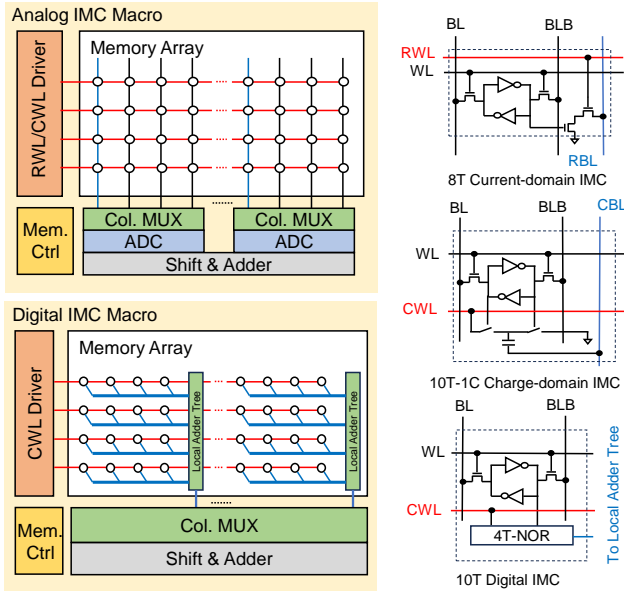 Analog IMC Macro
Memory Array
RWL/CWL Driver
Mem.
Ctrl
Col. MUX
ADC
Col. MUX
ADC
Shift & Adder
Digital IMC Macro
Memory Array
CWL Driver
Local Adder Tree
Local Adder Tree
Mem.
Ctrl
Col. MUX
Shift & Adder
BL
BLB
RWL
WL
RBL
8T Current-domain IMC
BL
BLB
CBL
WL
CWL
10T-1C Charge-domain IMC
BL
BLB
WL
CWL
4T-NOR
To Local Adder Tree
10T Digital IMC